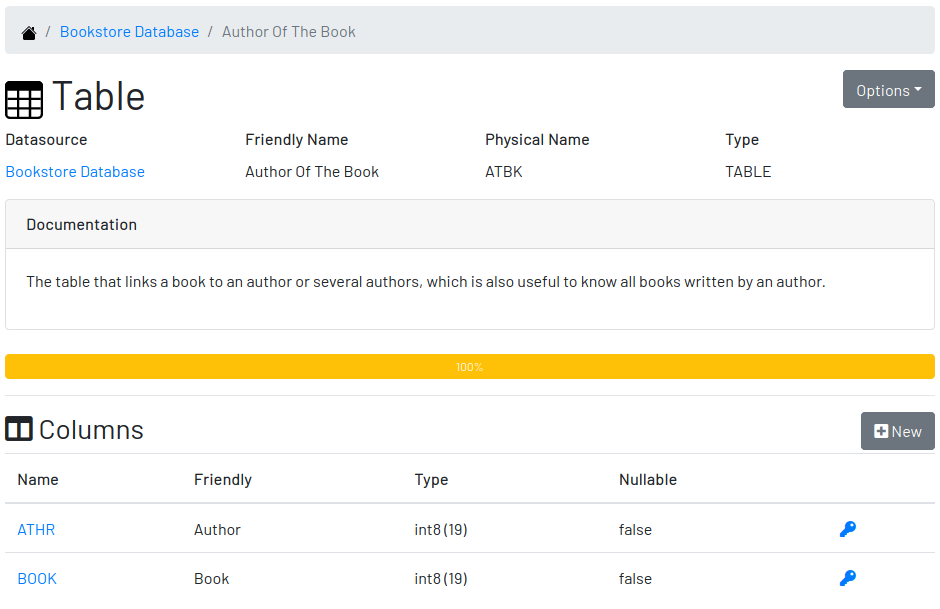 / Bookstore Database / Author Of The Book
Table
Options
Datasource Friendly Name Physical Name Type
Bookstore Database Author Of The Book ATBK TABLE
Documentation
The table that links a book to an author or several authors, which is also useful to know all books written by an author.
100%
Columns
New
Name Friendly Type Nullable
ATHR Author int8 (19) false
BOOK Book int8 (19) false